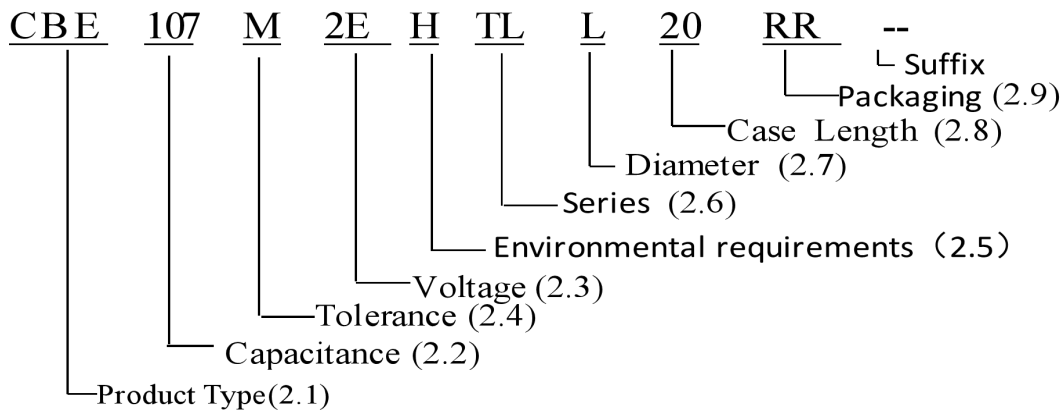 CBE 107 M 2E H TL L 20 RR --
Suffix
Packaging (2.9)
Case Length (2.8)
Diameter (2.7)
Series (2.6)
Environmental requirements（2.5）
Voltage (2.3)
Tolerance (2.4)
Capacitance (2.2)
Product Type(2.1)